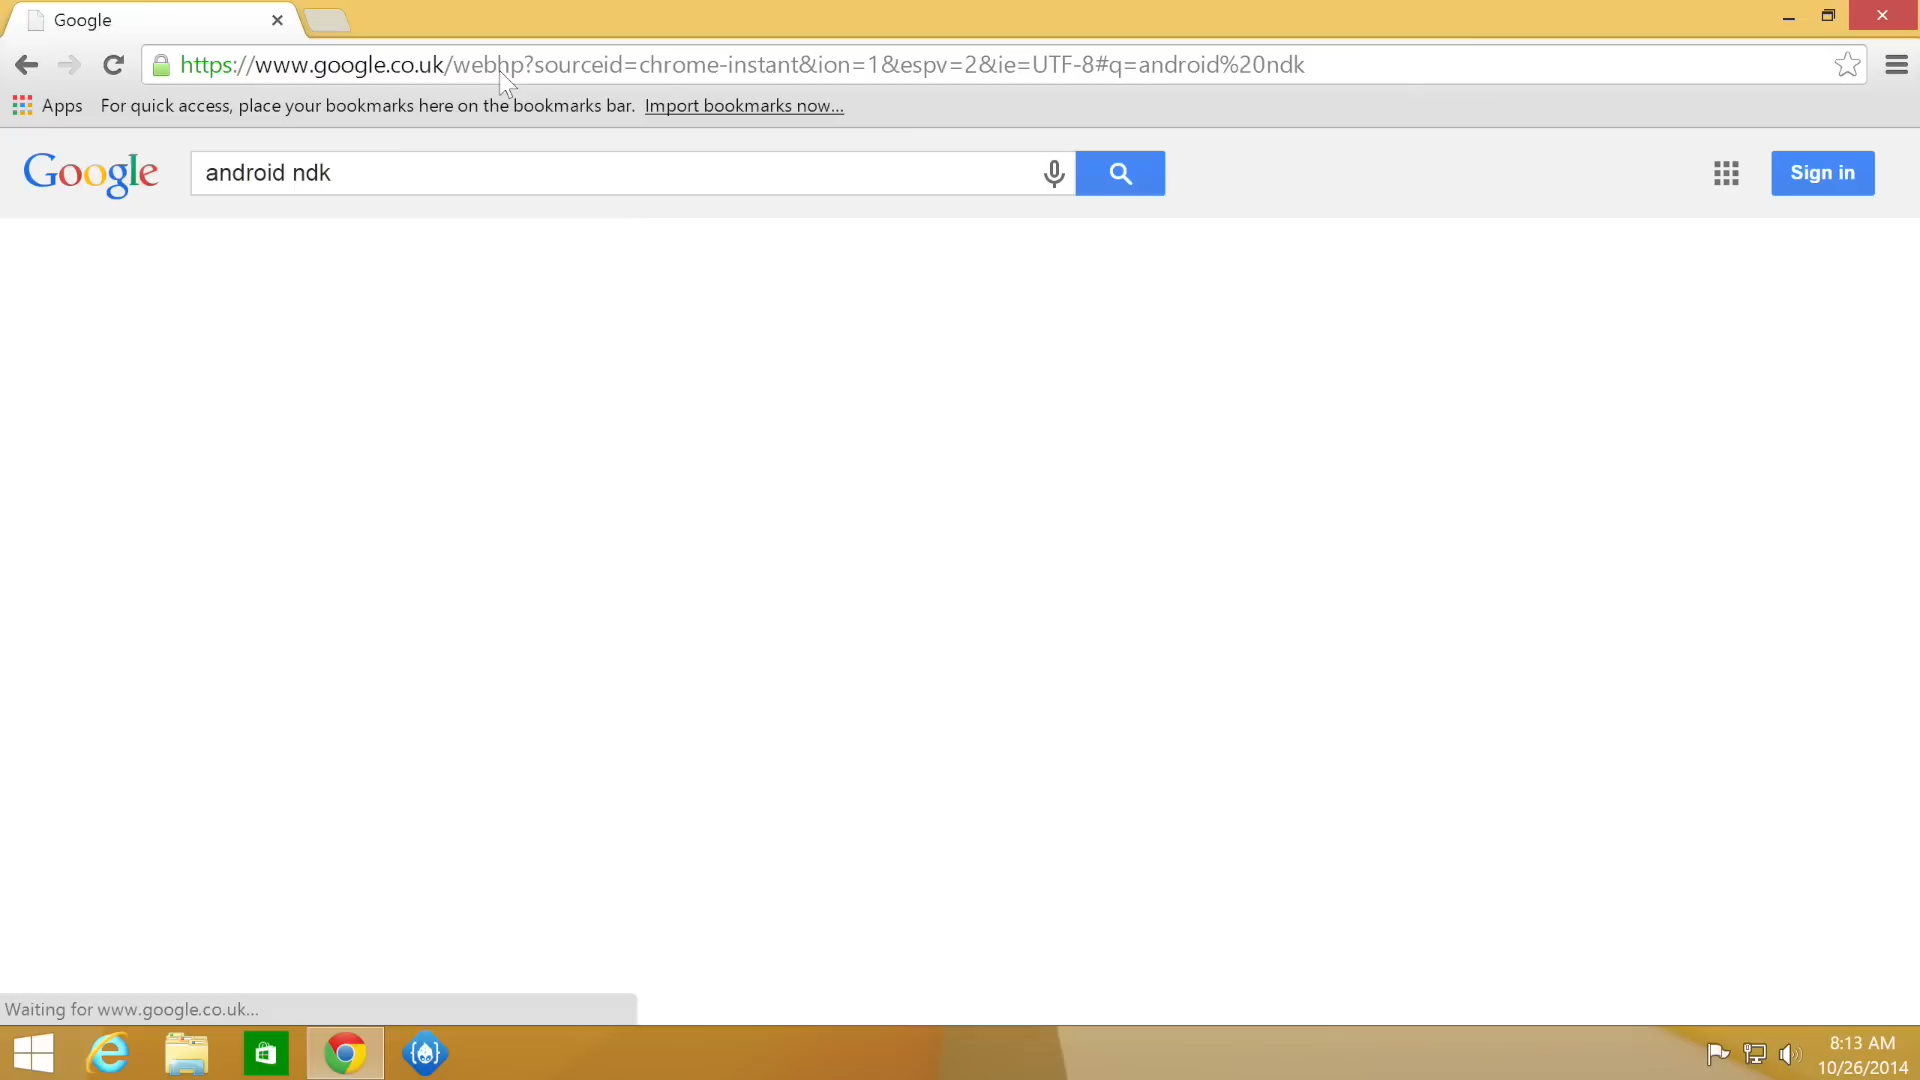 Google
https://www.google.co.uk/webhp?sourceid=chrome-instant&ion=1&espv=2&ie=UTF-8#q=android%20ndk
Apps For quick access, place your bookmarks here on the bookmarks bar. Import bookmarks now...
Google android ndk Sign in
Waiting for www.google.co.uk...
8:13 AM
10/26/2014